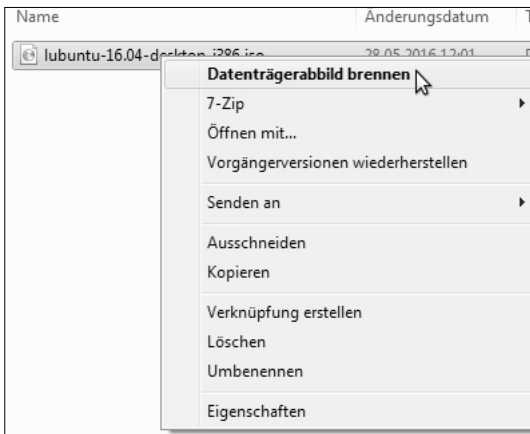 Name Änderungsdatum
lubuntu-16.04-desktop-i386.iso 28.05.2016 12:01
Datenträgerabbild brennen
7-Zip
Öffnen mit...
Vorgängerversionen wiederherstellen
Senden an
Ausschneiden
Kopieren
Verknüpfung erstellen
Löschen
Umbenennen
Eigenschaften